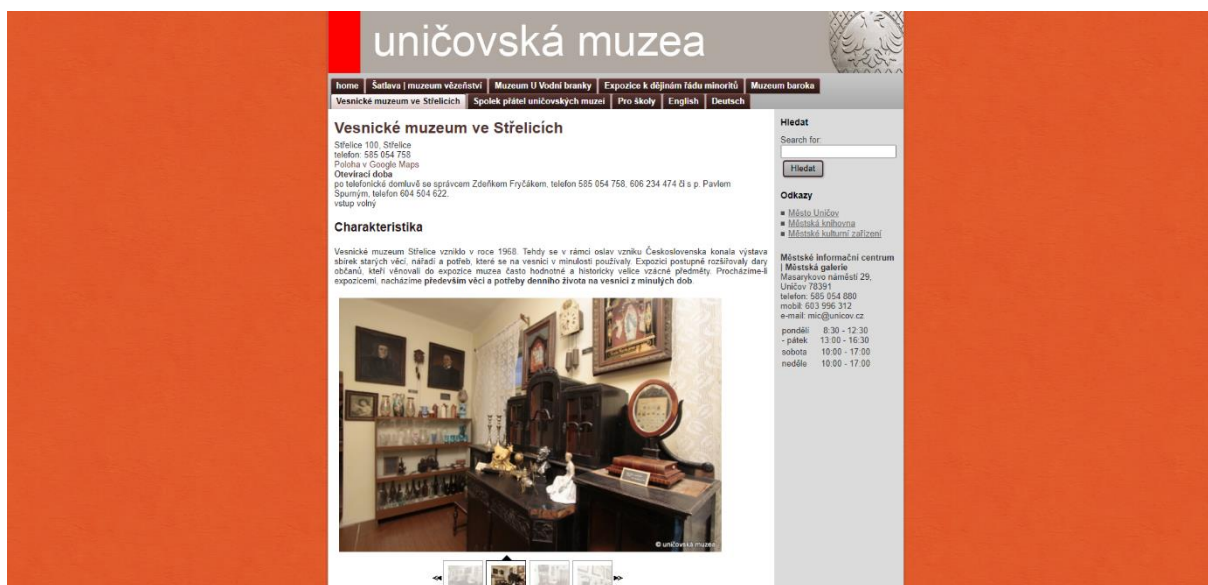 uničovská muzea
home Šatlava | muzeum vězeňství Muzeum U Vodní branky Expozice k dějinám řádu minoritů Muzeum baroka
Vesnické muzeum ve Střelicích Spolek přátel uničovských muzeí Pro školy English Deutsch
Vesnické muzeum ve Střelicích
Střelice 100, Střelice
telefon: 585 054 758
Poloha v Google Maps
Otevírací doba
po telefonické domluvě se správcem Zdeňkem Fryčákem, telefon 585 054 758, 606 234 474 či s p. Pavlem
Spurným, telefon 604 504 622.
vstup volný
Charakteristika
Vesnické muzeum Střelice vzniklo v roce 1968. Tehdy se v rámci oslav vzniku Československa konala výstava
sbírek starých věcí, nářadí a potřeb, které se na vesnici v minulosti používaly. Expozici postupně rozšiřovaly dary
občanů, kteří věnovali do expozice muzea často hodnotné a historicky velice vzácné předměty. Procházíme-li
expozicemi, nacházíme především věci a potřeby denního života na vesnici z minulých dob.
© uničovská muzea
Hledat
Search for:
Hledat
Odkazy
Město Uničov
Městská knihovna
Městské kulturní zařízení
Městské informační centrum
| Městská galerie
Masarykovo náměstí 29,
Uničov 78391
telefon: 585 054 880
mobil: 603 996 312
e-mail: mic@unicov.cz
pondělí 8:30 - 12:30
- pátek 13:00 - 16:30
sobota 10:00 - 17:00
neděle 10:00 - 17:00